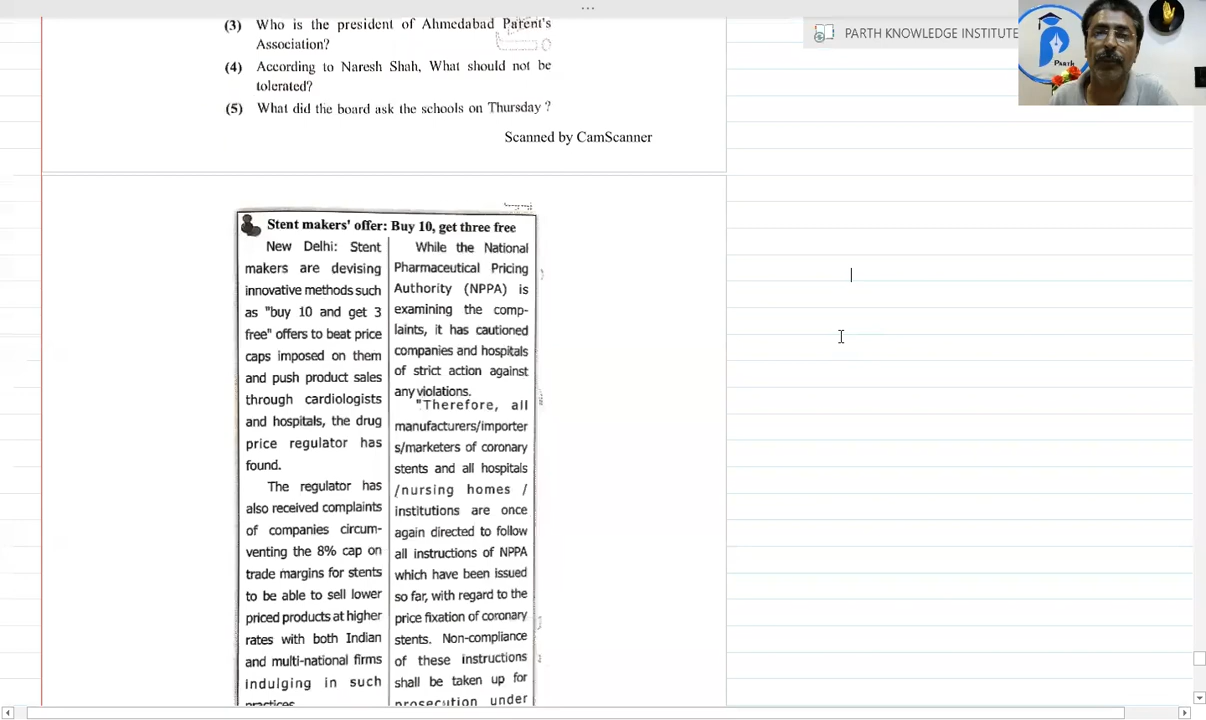 (3) Who is the president of Ahmedabad Parent's
Association?
(4) According to Naresh Shah, What should not be
tolerated?
(5) What did the board ask the schools on Thursday ?
Scanned by CamScanner
PARTH KNOWLEDGE INSTITUTE
Parth
Stent makers' offer: Buy 10, get three free
New Delhi: Stent
makers are devising
innovative methods such
as "buy 10 and get 3
free" offers to beat price
caps imposed on them
and push product sales
through cardiologists
and hospitals, the drug
price regulator has
found.
The regulator has
also received complaints
of companies circum-
venting the 8% cap on
trade margins for stents
to be able to sell lower
priced products at higher
rates with both Indian
and multi-national firms
indulging in such
practices.
While the National
Pharmaceutical Pricing
Authority (NPPA) is
examining the comp-
laints, it has cautioned
companies and hospitals
of strict action against
any violations.
"Therefore, all
manufacturers/importer
s/marketers of coronary
stents and all hospitals
/nursing homes /
institutions are once
again directed to follow
all instructions of NPPA
which have been issued
so far, with regard to the
price fixation of coronary
stents. Non-compliance
of these instructions
shall be taken up for
prosecution under